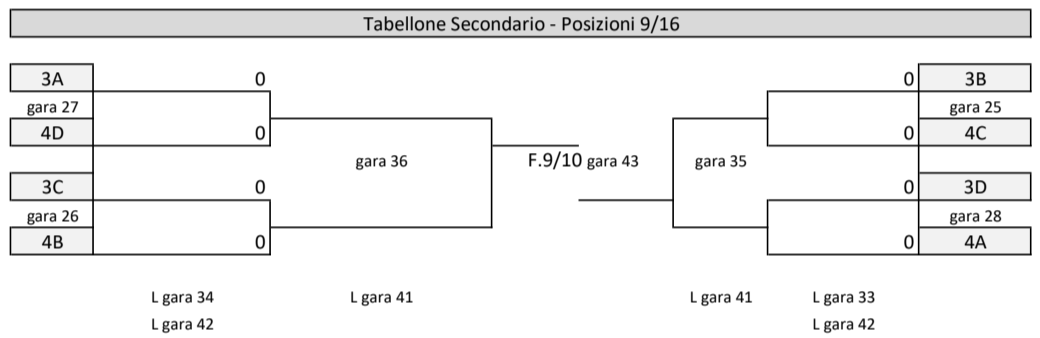 Tabellone Secondario - Posizioni 9/16
3A 0 0 3B
gara 27 gara 25
4D 0 0 4C
gara 36 F.9/10 gara 43 gara 35
3C 0 0 3D
gara 26 gara 28
4B 0 0 4A
L gara 34 L gara 41 L gara 41 L gara 33
L gara 42 L gara 42